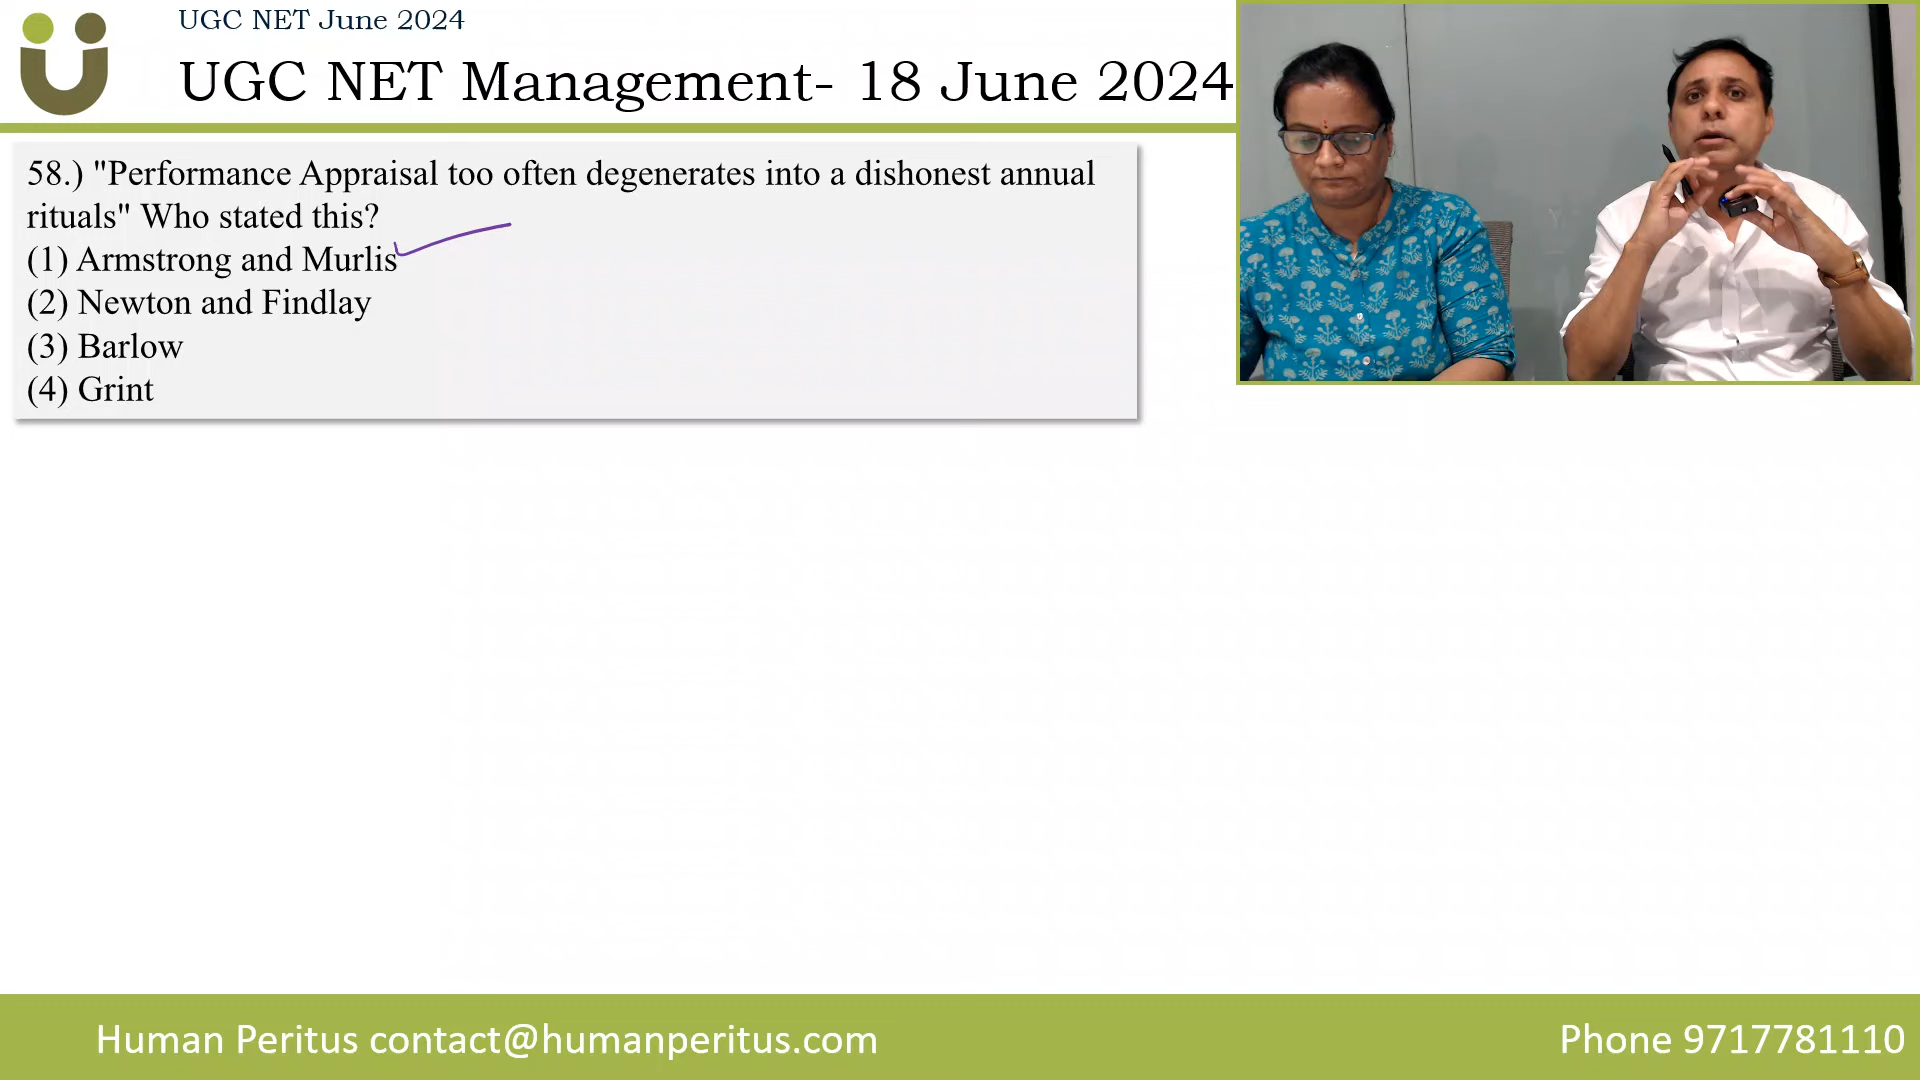 UGC NET June 2024
UGC NET Management- 18 June 2024
58.) "Performance Appraisal too often degenerates into a dishonest annual
rituals" Who stated this?
(1) Armstrong and Murlis
(2) Newton and Findlay
(3) Barlow
(4) Grint
Human Peritus contact@humanperitus.com
Phone 9717781110